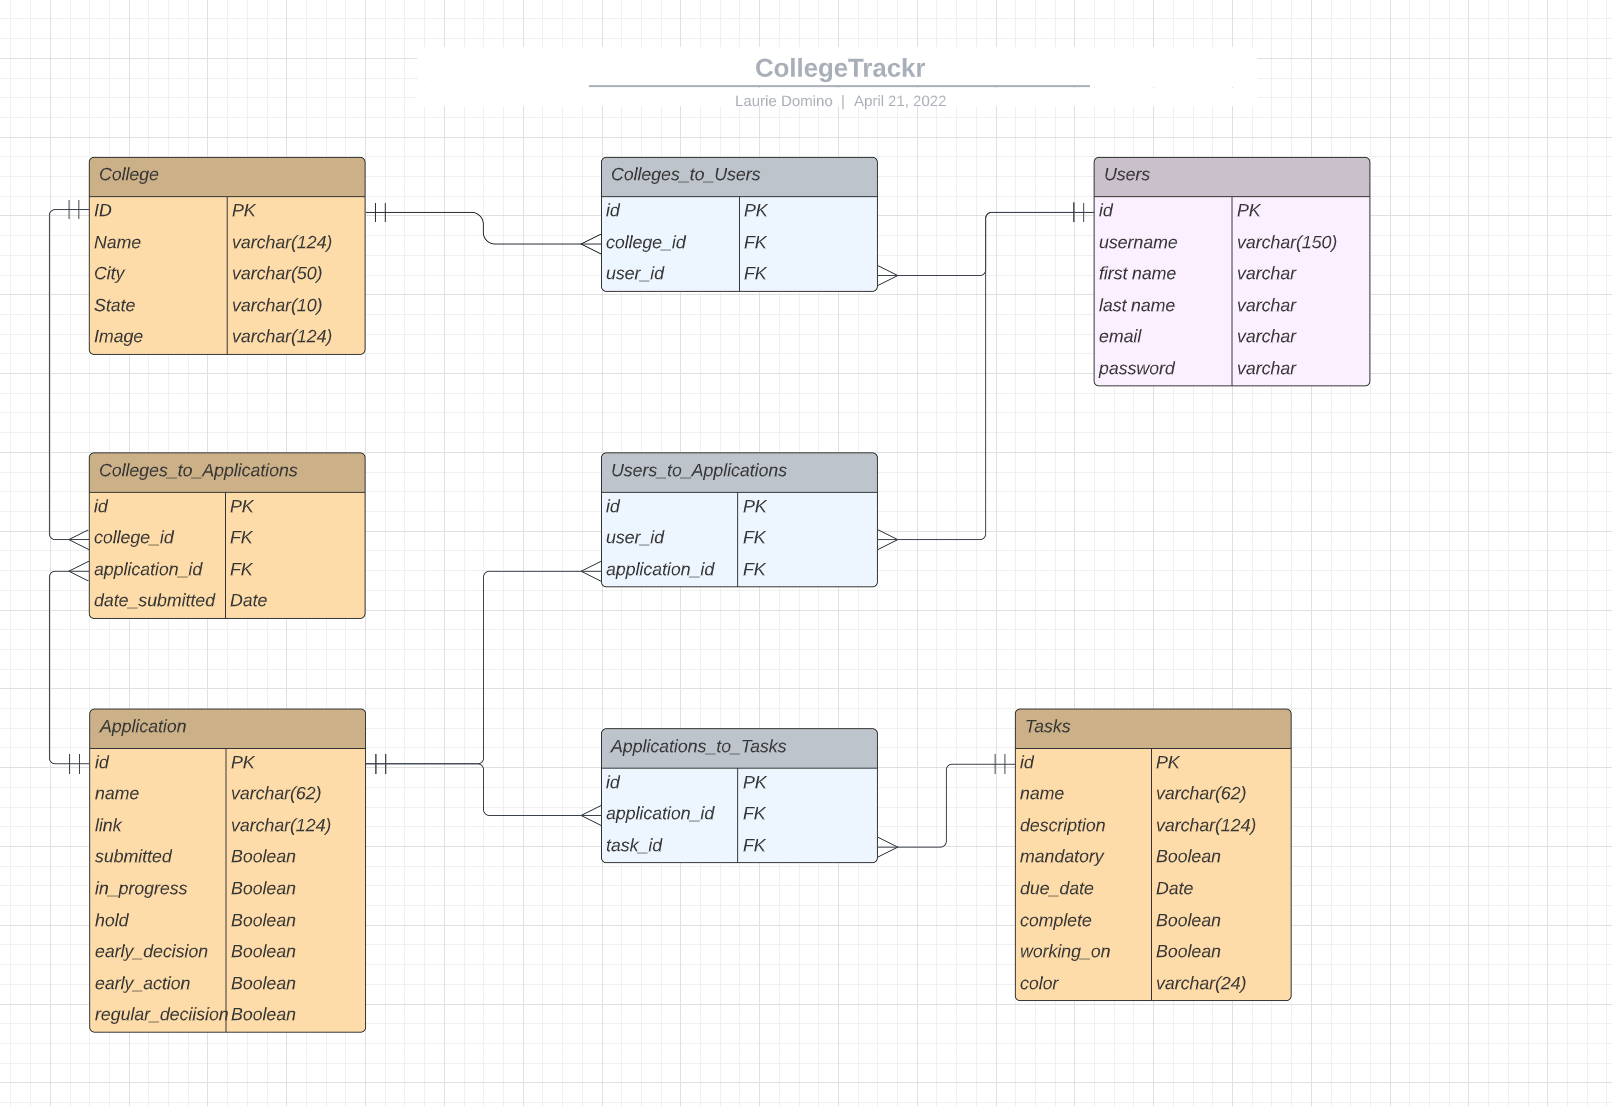 CollegeTrackr
Laurie Domino | April 21, 2022
College
ID PK
Name varchar(124)
City varchar(50)
State varchar(10)
Image varchar(124)
Colleges_to_Users
id PK
college_id FK
user_id FK
Users
id PK
username varchar(150)
first name varchar
last name varchar
email varchar
password varchar
Colleges_to_Applications
id PK
college_id FK
application_id FK
date_submitted Date
Users_to_Applications
id PK
user_id FK
application_id FK
Application
id PK
name varchar(62)
link varchar(124)
submitted Boolean
in_progress Boolean
hold Boolean
early_decision Boolean
early_action Boolean
regular_deciision Boolean
Applications_to_Tasks
id PK
application_id FK
task_id FK
Tasks
id PK
name varchar(62)
description varchar(124)
mandatory Boolean
due_date Date
complete Boolean
working_on Boolean
color varchar(24)